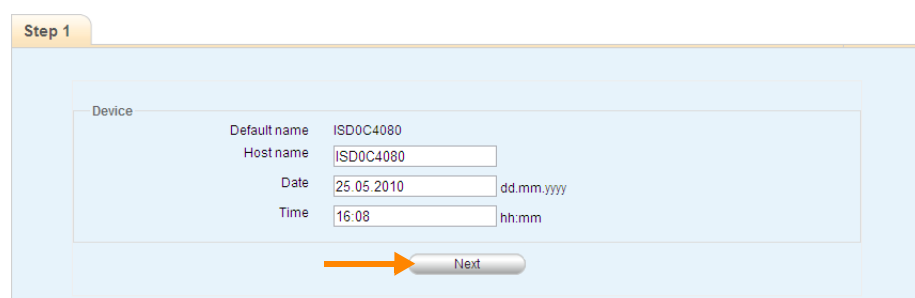 Step 1
Device
Default name ISD0C4080
Host name ISD0C4080
Date 25.05.2010 dd.mm.yyyy
Time 16:08 hh:mm
Next